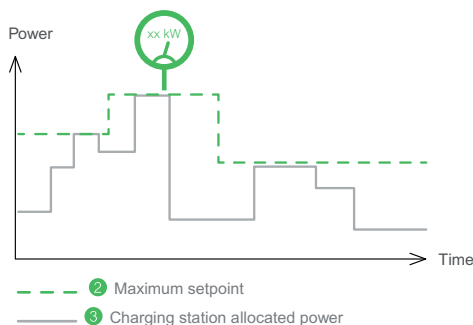 Power
xx kW
Time
2 Maximum setpoint
3 Charging station allocated power